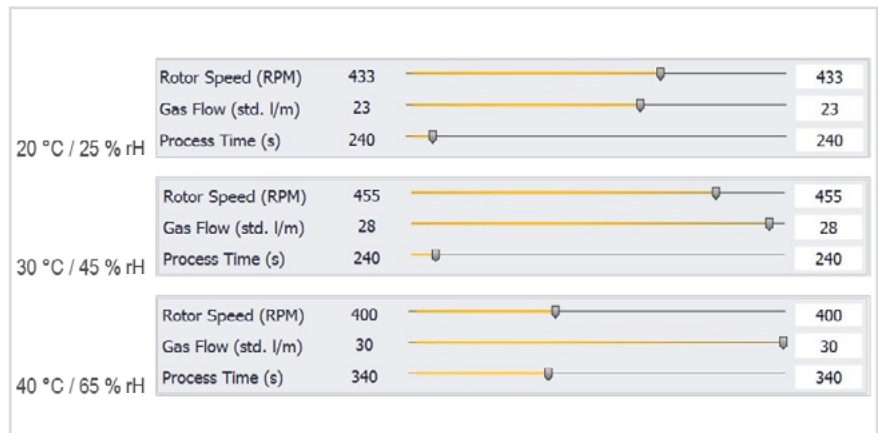 Rotor Speed (RPM) 433 433
Gas Flow (std. l/m) 23 23
Process Time (s) 240 240
20 °C / 25 % rH
Rotor Speed (RPM) 455 455
Gas Flow (std. l/m) 28 28
Process Time (s) 240 240
30 °C / 45 % rH
Rotor Speed (RPM) 400 400
Gas Flow (std. l/m) 30 30
Process Time (s) 340 340
40 °C / 65 % rH